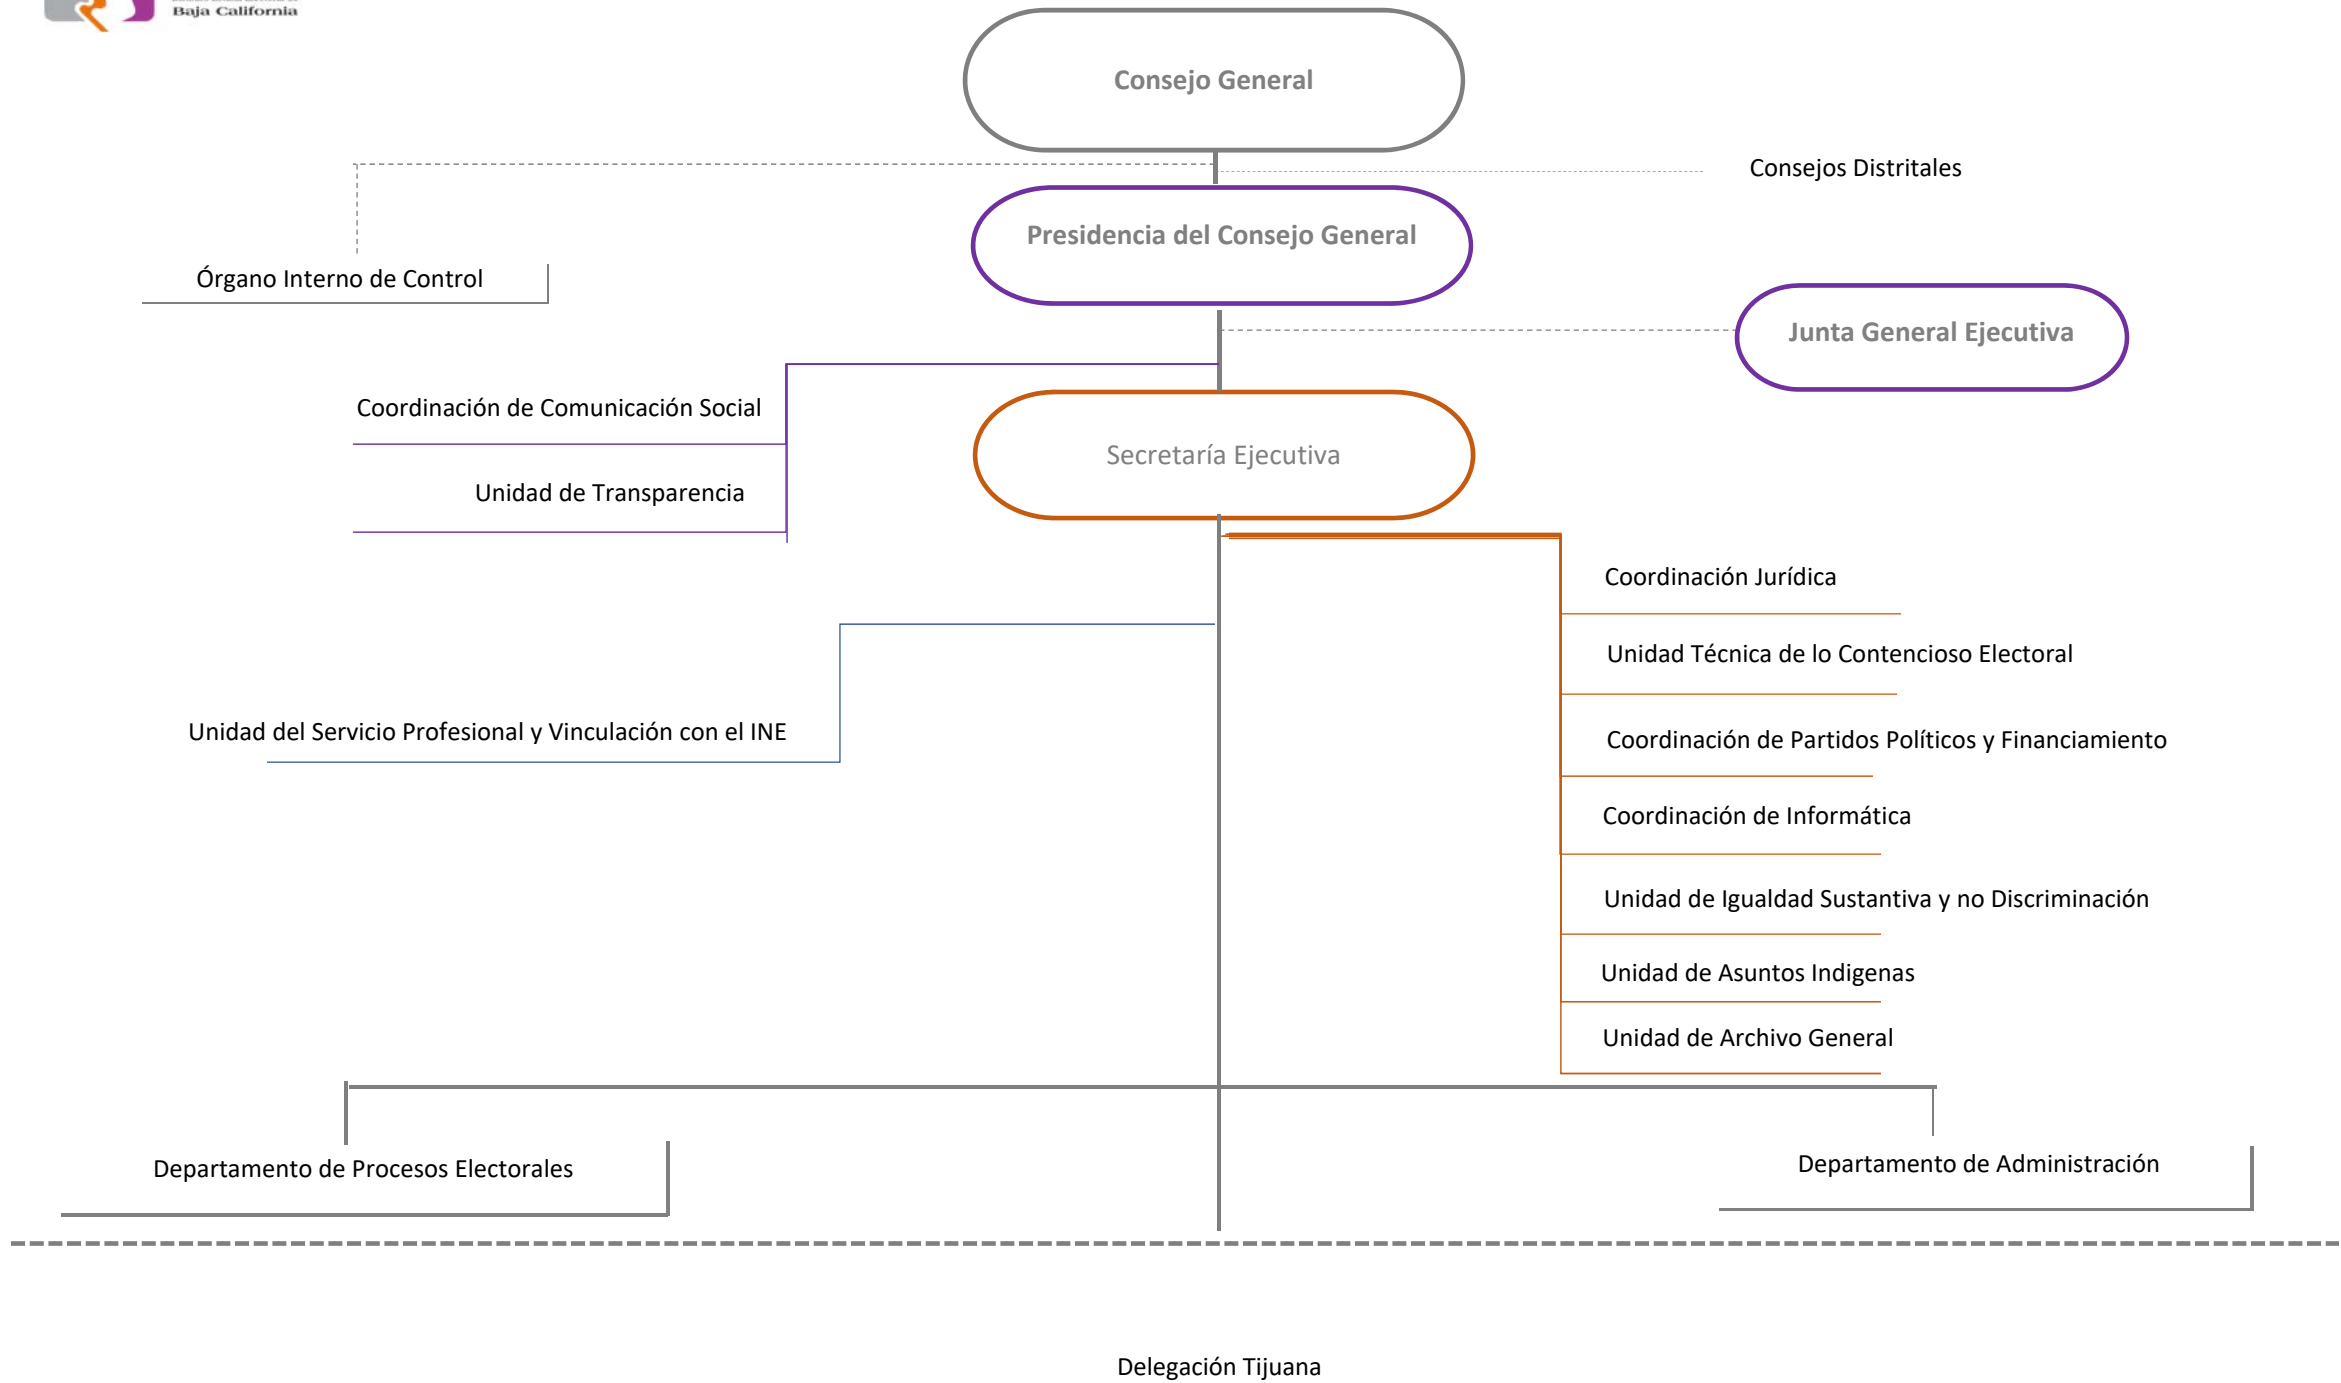 Baja California
Consejo General
Consejos Distritales
Presidencia del Consejo General
Órgano Interno de Control
Junta General Ejecutiva
Coordinación de Comunicación Social
Secretaría Ejecutiva
Unidad de Transparencia
Coordinación Jurídica
Unidad Técnica de lo Contencioso Electoral
Unidad del Servicio Profesional y Vinculación con el INE
Coordinación de Partidos Políticos y Financiamiento
Coordinación de Informática
Unidad de Igualdad Sustantiva y no Discriminación
Unidad de Asuntos Indigenas
Unidad de Archivo General
Departamento de Procesos Electorales
Departamento de Administración
Delegación Tijuana